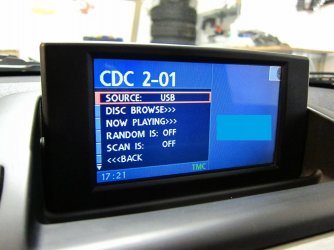 CDC 2-01
SOURCE: USB
DISC BROWSE>>>
NOW PLAYING>>>
RANDOM IS: OFF
SCAN IS: OFF
<<<BACK
TMC
17:21